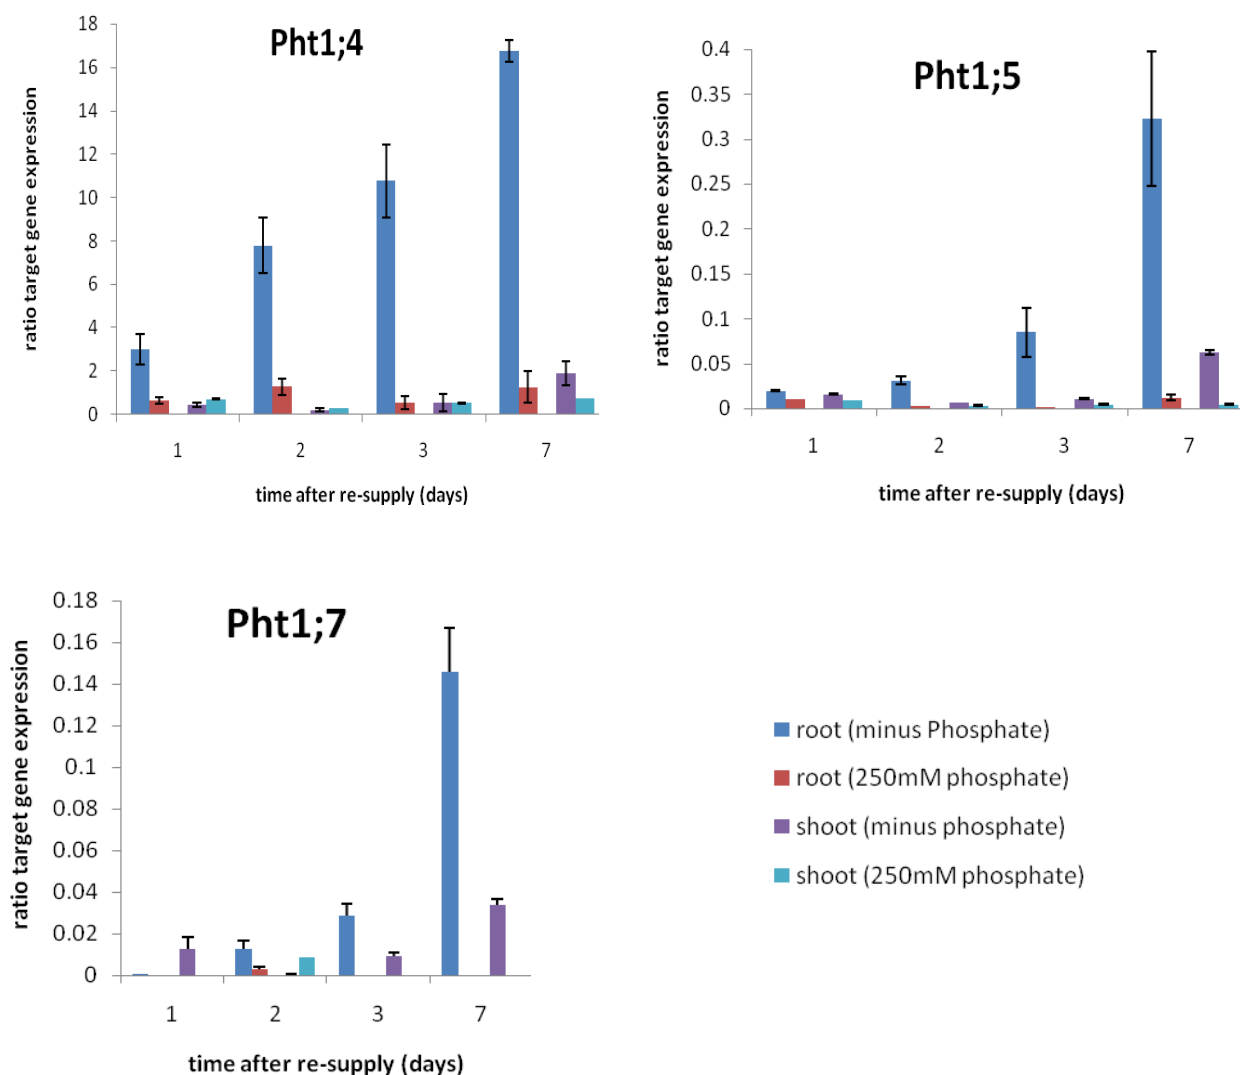 Pht1;4
ratio target gene expression
18
16
14
12
10
8
6
4
2
0
1 2 3 7
time after re-supply (days)
Pht1;5
ratio target gene expression
0.4
0.35
0.3
0.25
0.2
0.15
0.1
0.05
0
1 2 3 7
time after re-supply (days)
Pht1;7
ratio target gene expression
0.18
0.16
0.14
0.12
0.1
0.08
0.06
0.04
0.02
0
1 2 3 7
time after re-supply (days)
root (minus Phosphate)
root (250mM phosphate)
shoot (minus phosphate)
shoot (250mM phosphate)